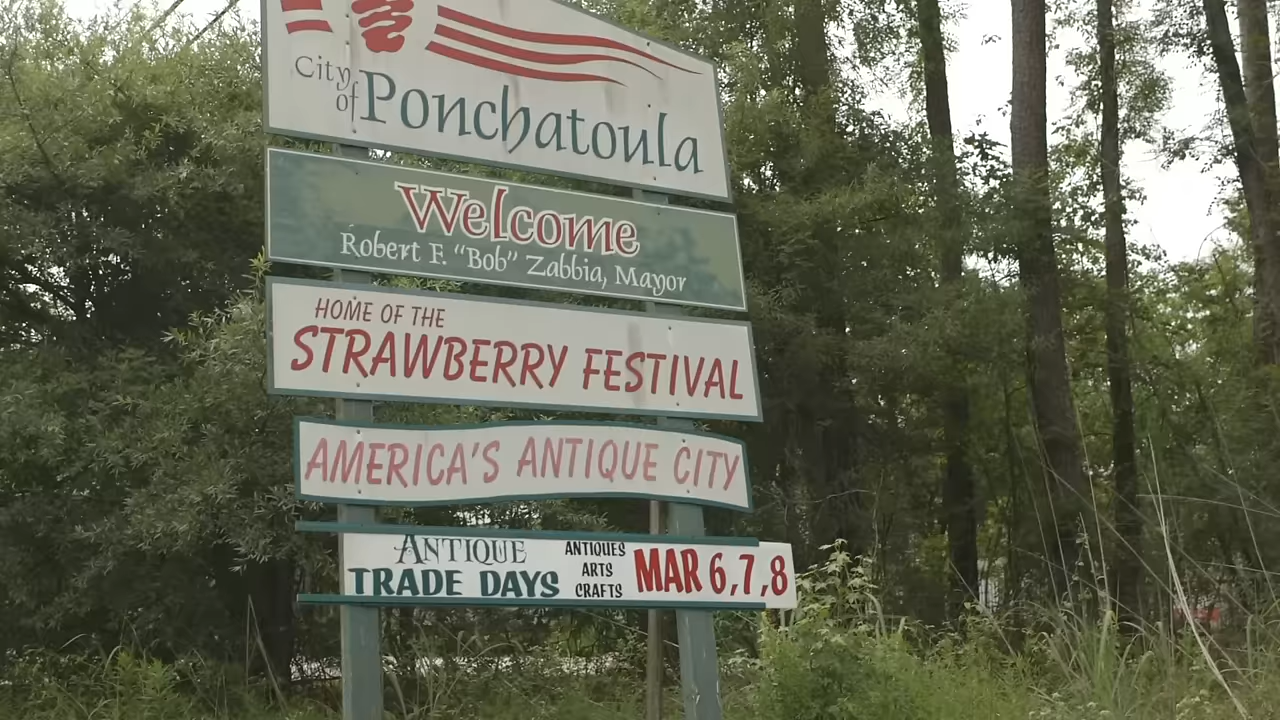 City
of Ponchatoula
Welcome
Robert F. "Bob" Zabbia, Mayor
HOME OF THE
STRAWBERRY FESTIVAL
AMERICA'S ANTIQUE CITY
ANTIQUE
TRADE DAYS
ANTIQUES
ARTS
CRAFTS
MAR 6,7,8